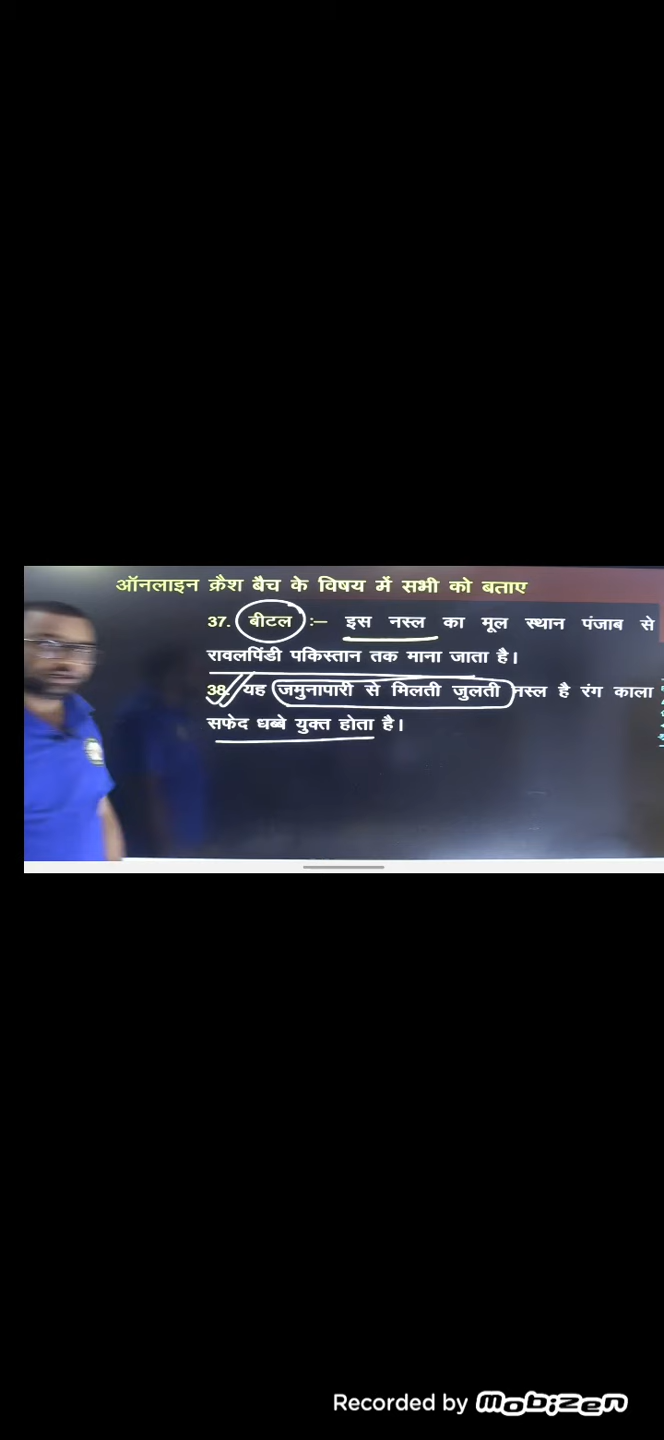 ऑनलाइन क्रैश बैच के विषय में सभी को बताए
37. बीटल :– इस नस्ल का मूल स्थान पंजाब से
रावलपिंडी पकिस्तान तक माना जाता है।
38. यह जमुनापारी से मिलती जुलती नस्ल है रंग काला
सफेद धब्बे युक्त होता है।
Recorded by Mobizen